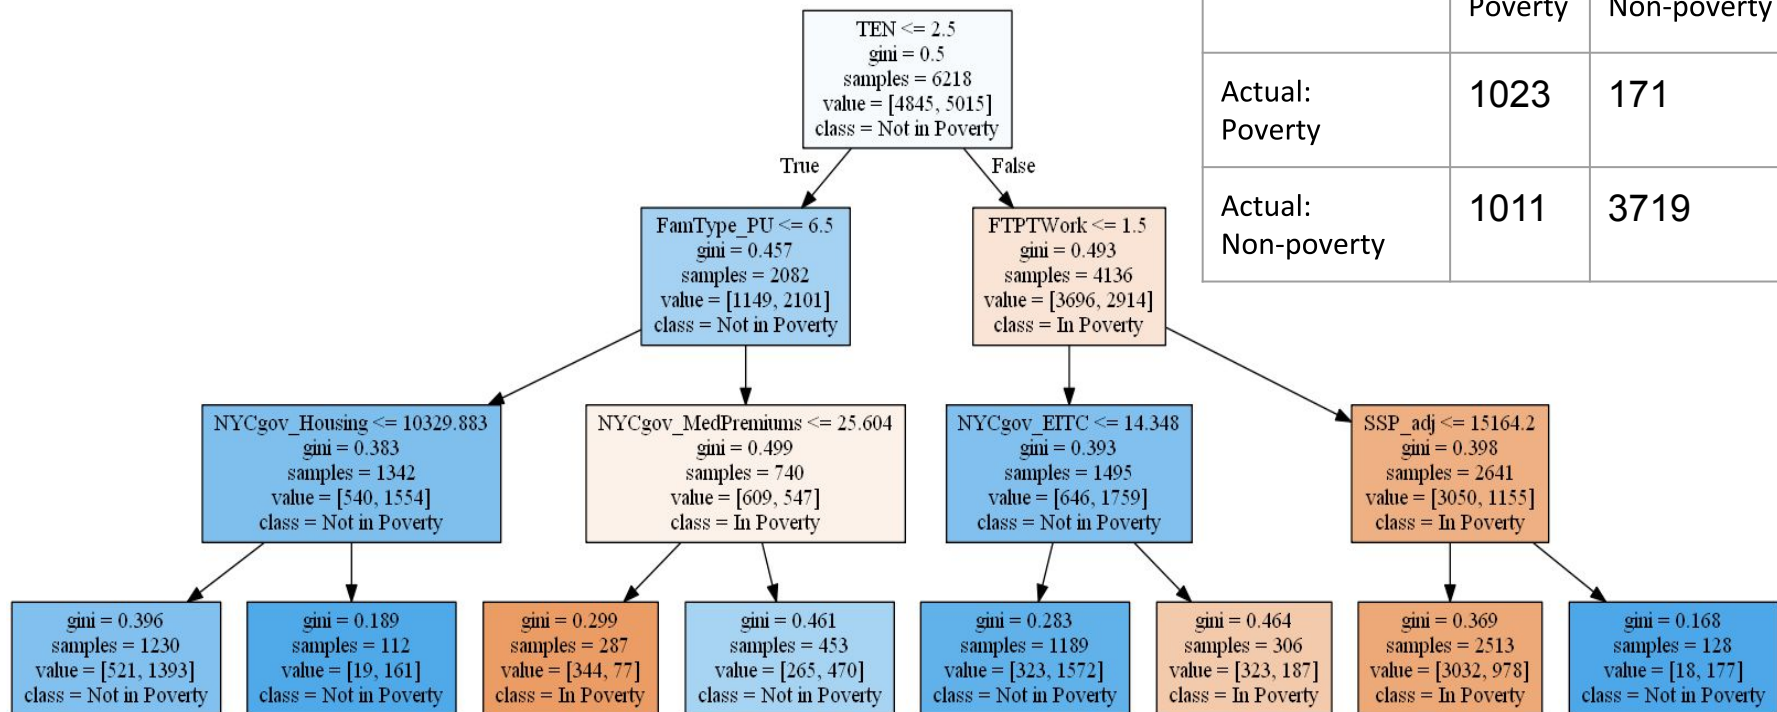 Poverty
Non-poverty
Actual:
Poverty
1023
171
Actual:
Non-poverty
1011
3719
TEN <= 2.5
gini = 0.5
samples = 6218
value = [4845, 5015]
class = Not in Poverty
True
False
FamType_PU <= 6.5
gini = 0.457
samples = 2082
value = [1149, 2101]
class = Not in Poverty
FTPTWork <= 1.5
gini = 0.493
samples = 4136
value = [3696, 2914]
class = In Poverty
NYCgov_Housing <= 10329.883
gini = 0.383
samples = 1342
value = [540, 1554]
class = Not in Poverty
NYCgov_MedPremiums <= 25.604
gini = 0.499
samples = 740
value = [609, 547]
class = In Poverty
NYCgov_EITC <= 14.348
gini = 0.393
samples = 1495
value = [646, 1759]
class = Not in Poverty
SSP_adj <= 15164.2
gini = 0.398
samples = 2641
value = [3050, 1155]
class = In Poverty
gini = 0.396
samples = 1230
value = [521, 1393]
class = Not in Poverty
gini = 0.189
samples = 112
value = [19, 161]
class = Not in Poverty
gini = 0.299
samples = 287
value = [344, 77]
class = In Poverty
gini = 0.461
samples = 453
value = [265, 470]
class = Not in Poverty
gini = 0.283
samples = 1189
value = [323, 1572]
class = Not in Poverty
gini = 0.464
samples = 306
value = [323, 187]
class = In Poverty
gini = 0.369
samples = 2513
value = [3032, 978]
class = In Poverty
gini = 0.168
samples = 128
value = [18, 177]
class = Not in Poverty